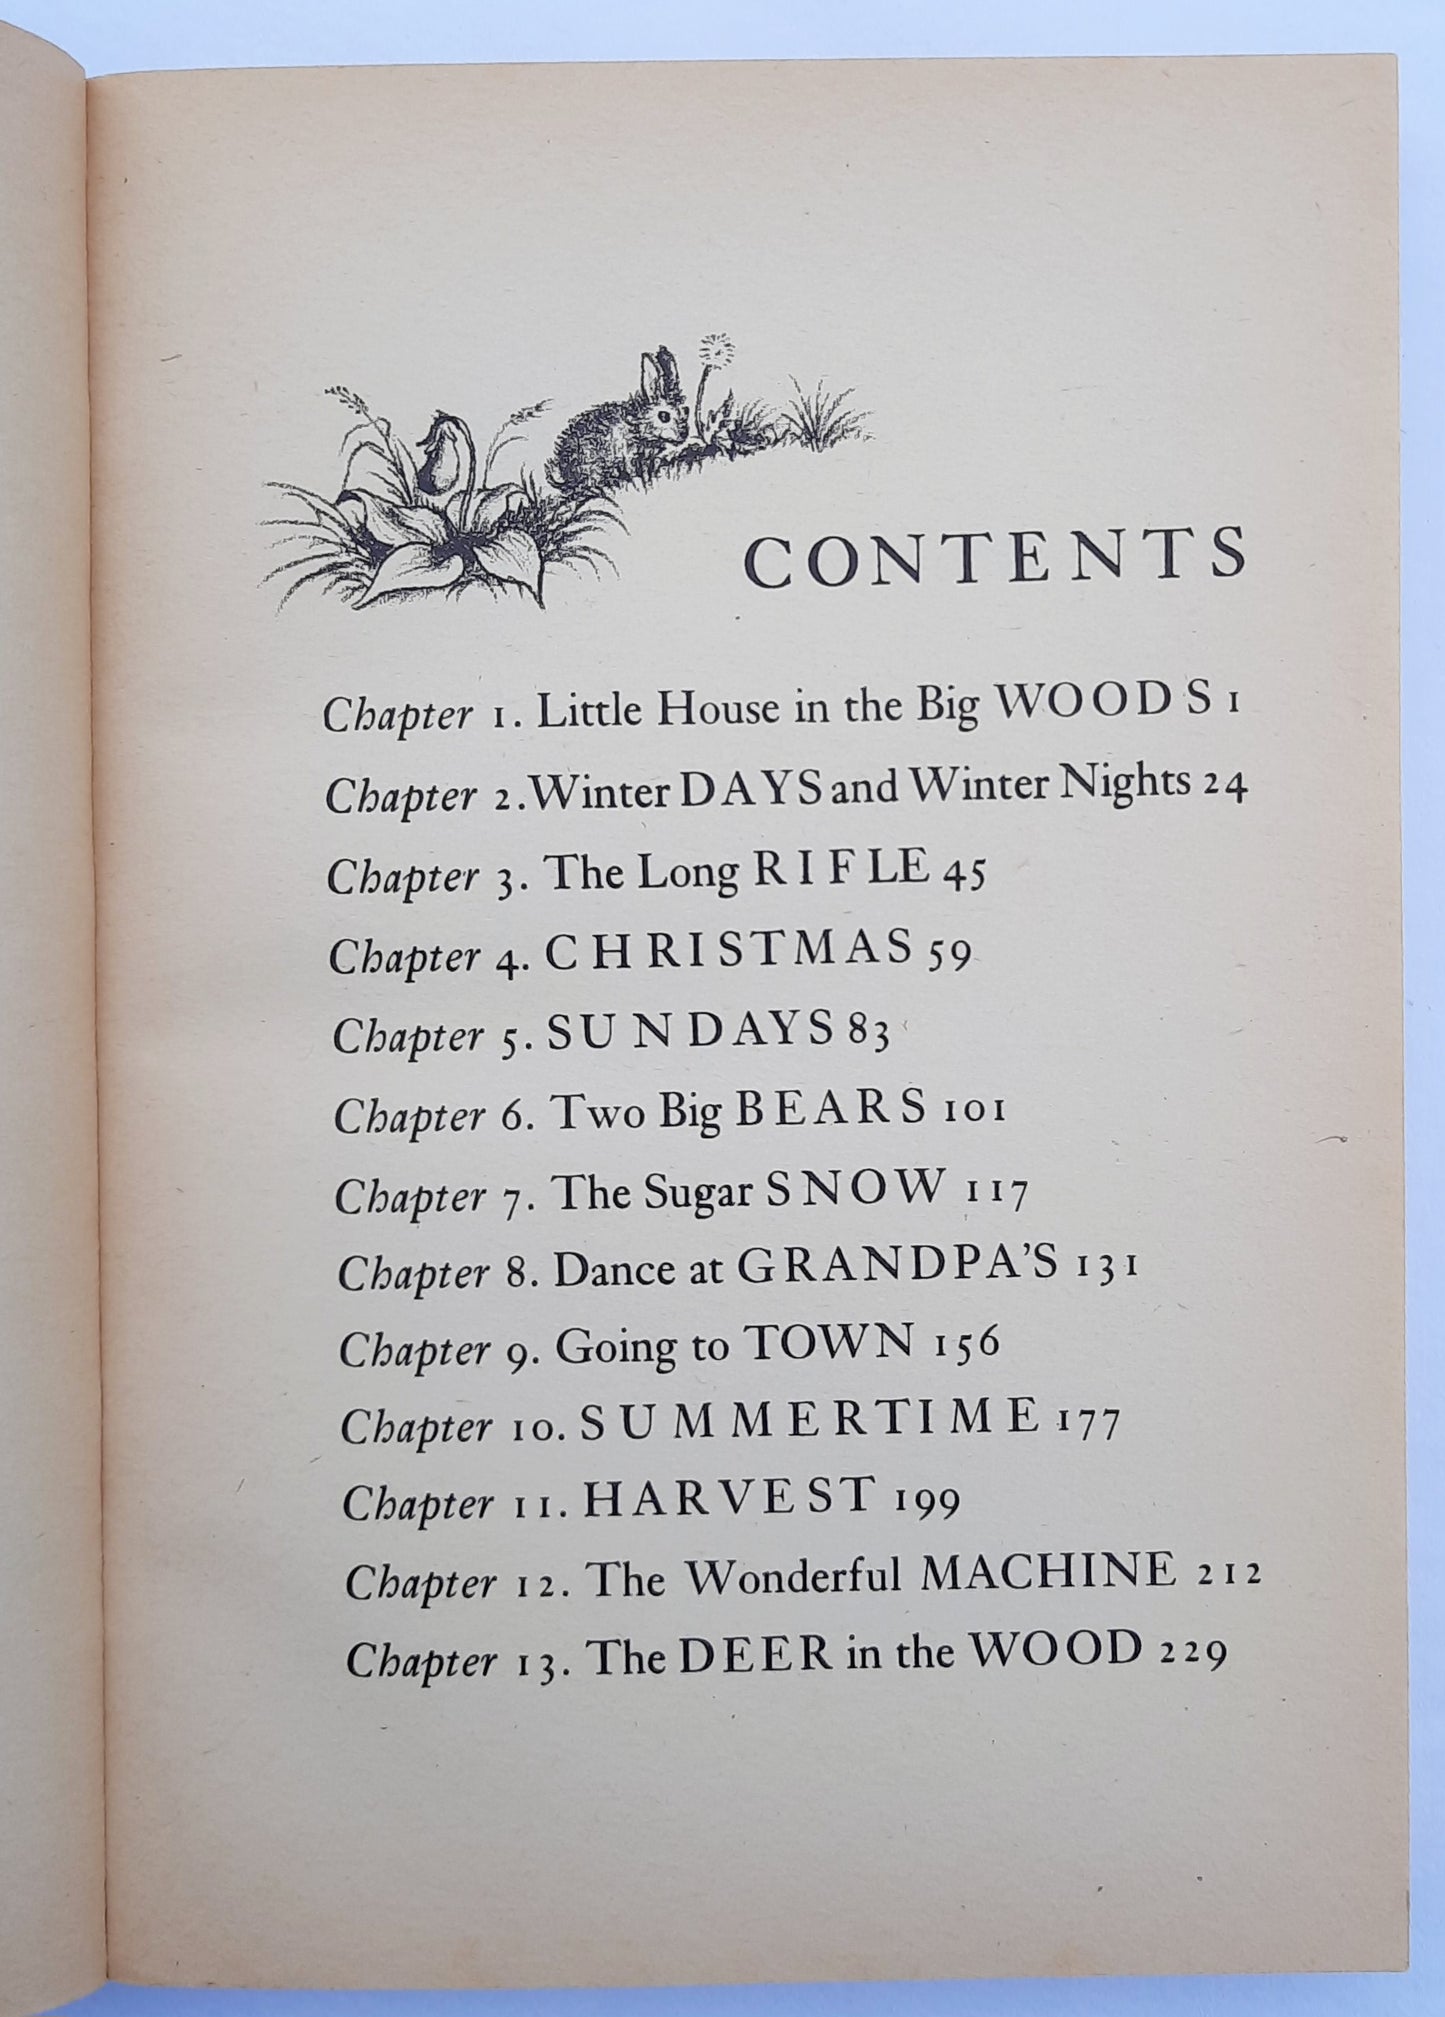 CONTENTS
Chapter 1. Little House in the Big WOODS 1
Chapter 2. Winter DAYS and Winter Nights 24
Chapter 3. The Long RIFLE 45
Chapter 4. CHRISTMAS 59
Chapter 5. SUNDAYS 83
Chapter 6. Two Big BEARS 101
Chapter 7. The Sugar SNOW 117
Chapter 8. Dance at GRANDPA'S 131
Chapter 9. Going to TOWN 156
Chapter 10. SUMMERTIME 177
Chapter 11. HARVEST 199
Chapter 12. The Wonderful MACHINE 212
Chapter 13. The DEER in the WOOD 229